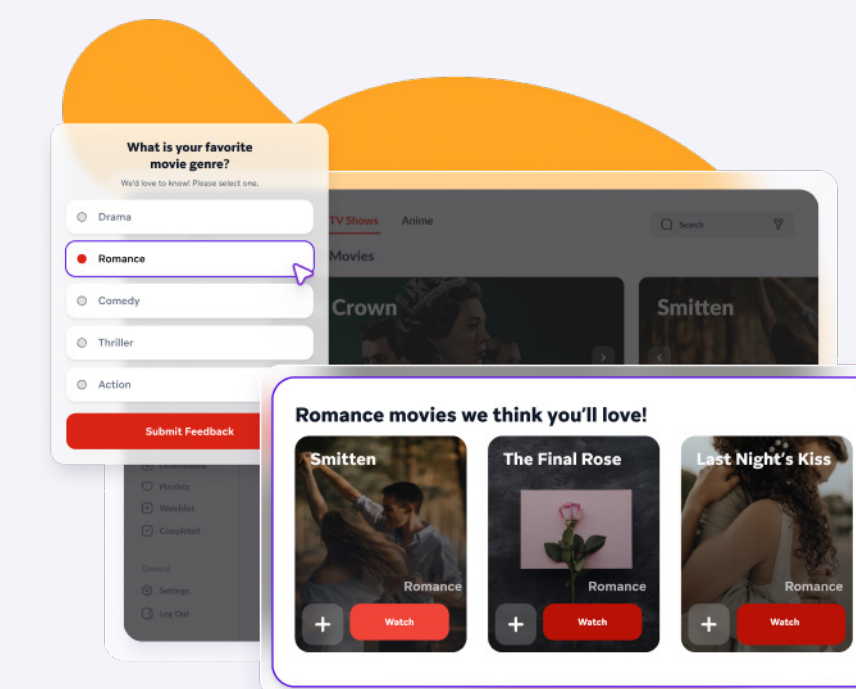 What is your favorite
movie genre?
We'd love to know! Please select one.
Drama
Romance
Comedy
Thriller
Action
Submit Feedback
TV Shows
Anime
Search
Movies
Crown
Smitten
Playlists
Watchlist
Completed
General
Settings
Log Out
Romance movies we think you'll love!
Smitten
Romance
Watch
The Final Rose
Romance
Watch
Last Night's Kiss
Romance
Watch